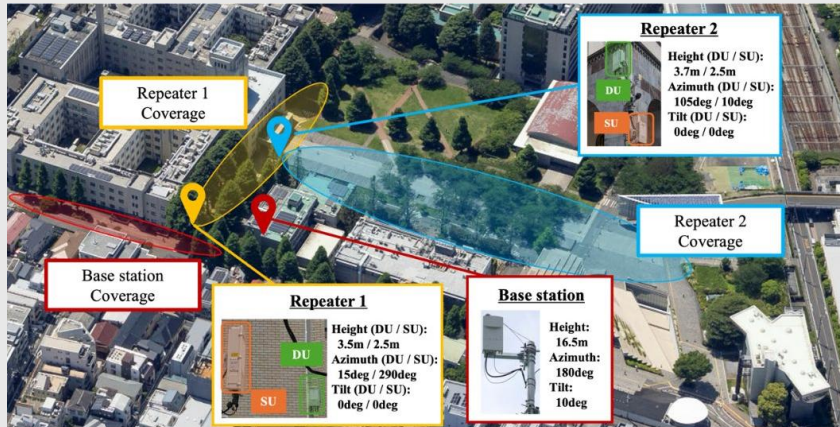 Repeater 2
DU
SU
Height (DU / SU):
3.7m / 2.5m
Azimuth (DU / SU):
105deg / 10deg
Tilt (DU / SU):
0deg / 0deg
Repeater 1
Coverage
Repeater 2
Coverage
Base station
Coverage
Repeater 1
DU
SU
Height (DU / SU):
3.5m / 2.5m
Azimuth (DU / SU):
15deg / 290deg
Tilt (DU / SU):
0deg / 0deg
Base station
Height:
16.5m
Azimuth:
180deg
Tilt:
10deg